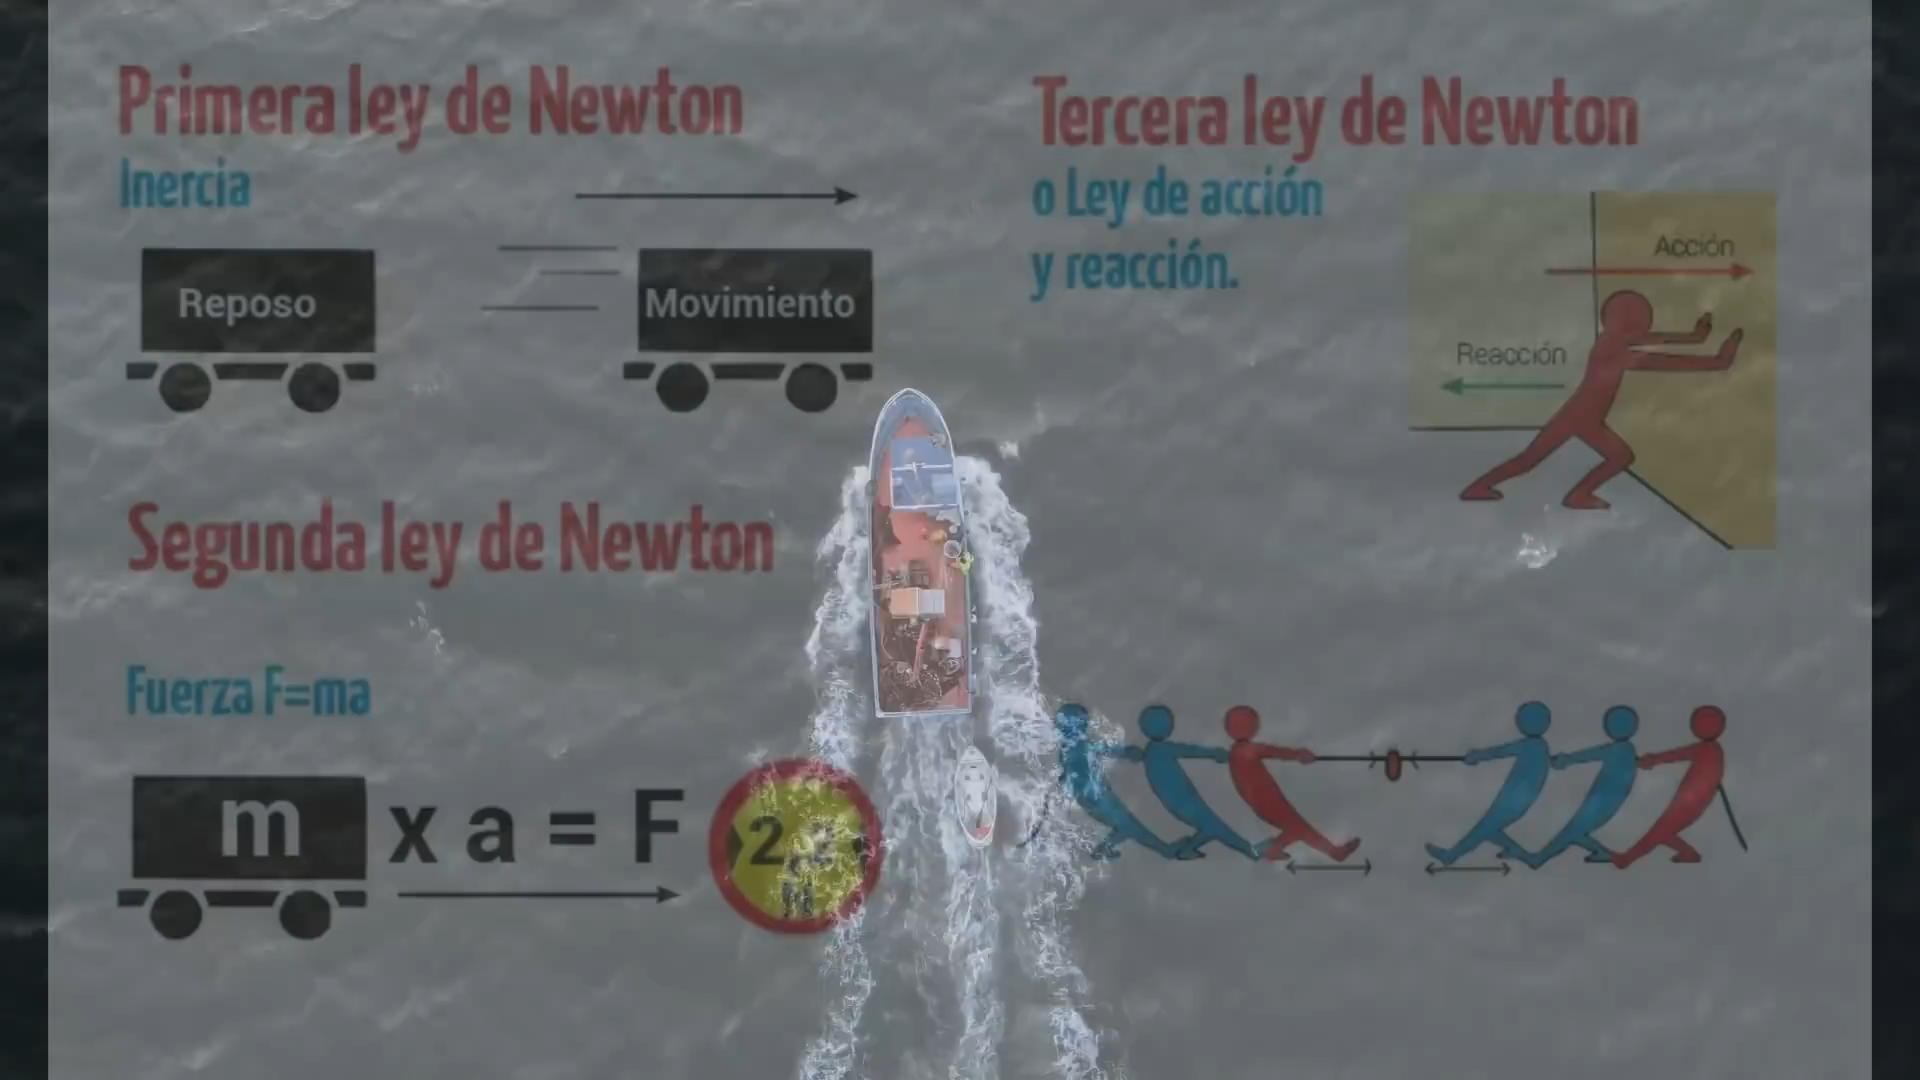 Primera ley de Newton
Inercia
Reposo
Movimiento
Segunda ley de Newton
Fuerza F=ma
m x a = F
Tercera ley de Newton
o Ley de acción
y reacción.
Acción
Reacción